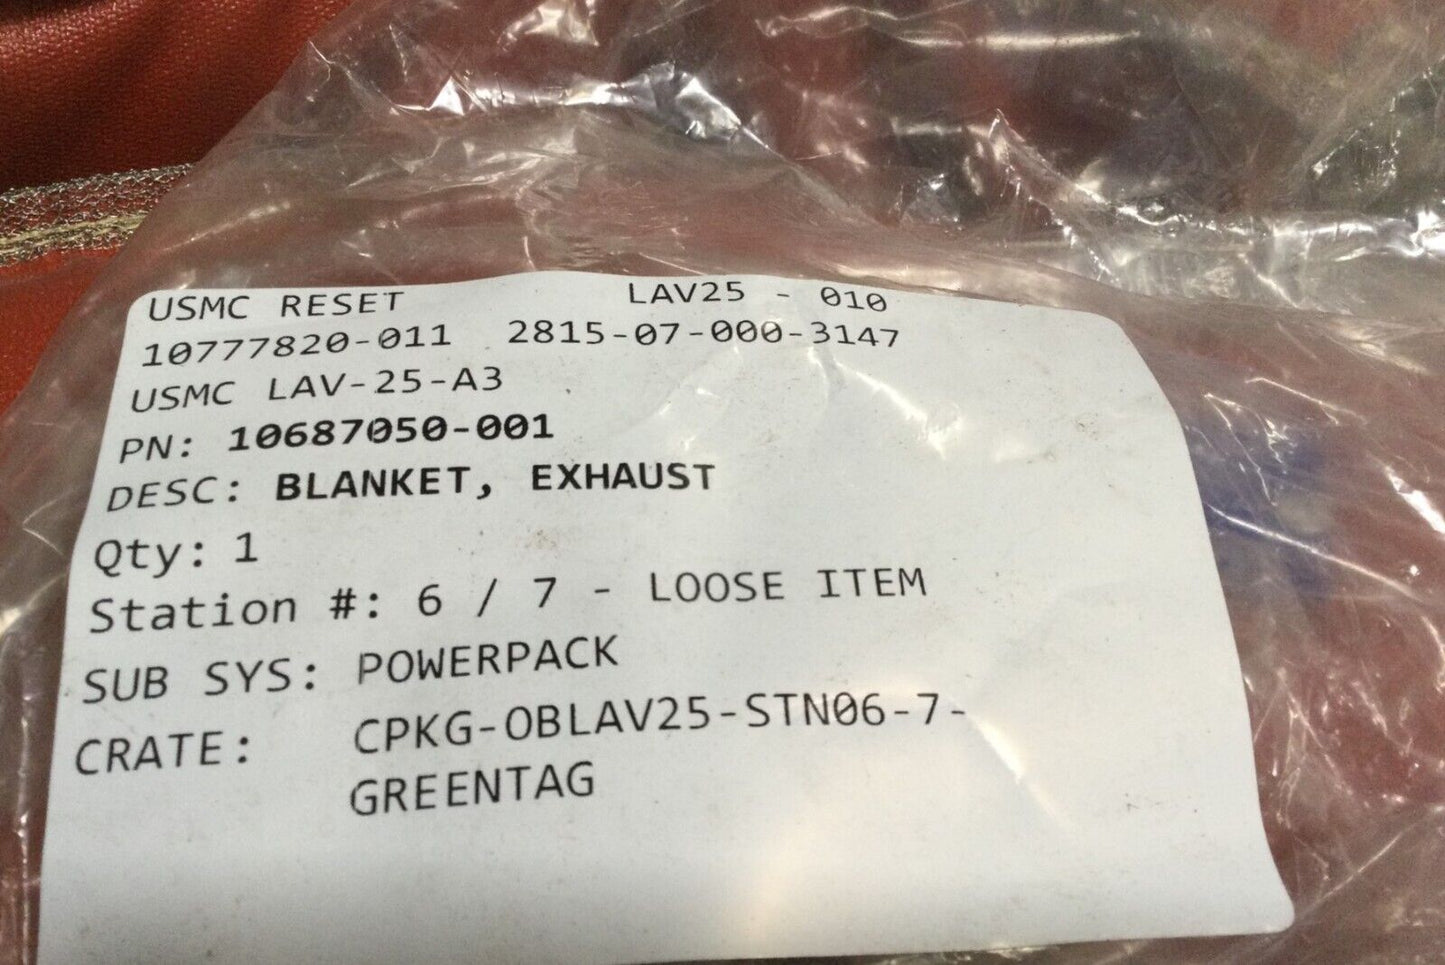 USMC RESET LAV25 - 010
10777820-011 2815-07-000-3147
USMC LAV-25-A3
PN: 10687050-001
DESC: BLANKET, EXHAUST
Qty: 1
Station #: 6 / 7 - LOOSE ITEM
SUB SYS: POWERPACK
CRATE: CPKG-OBLAV25-STN06-7-
GREENTAG